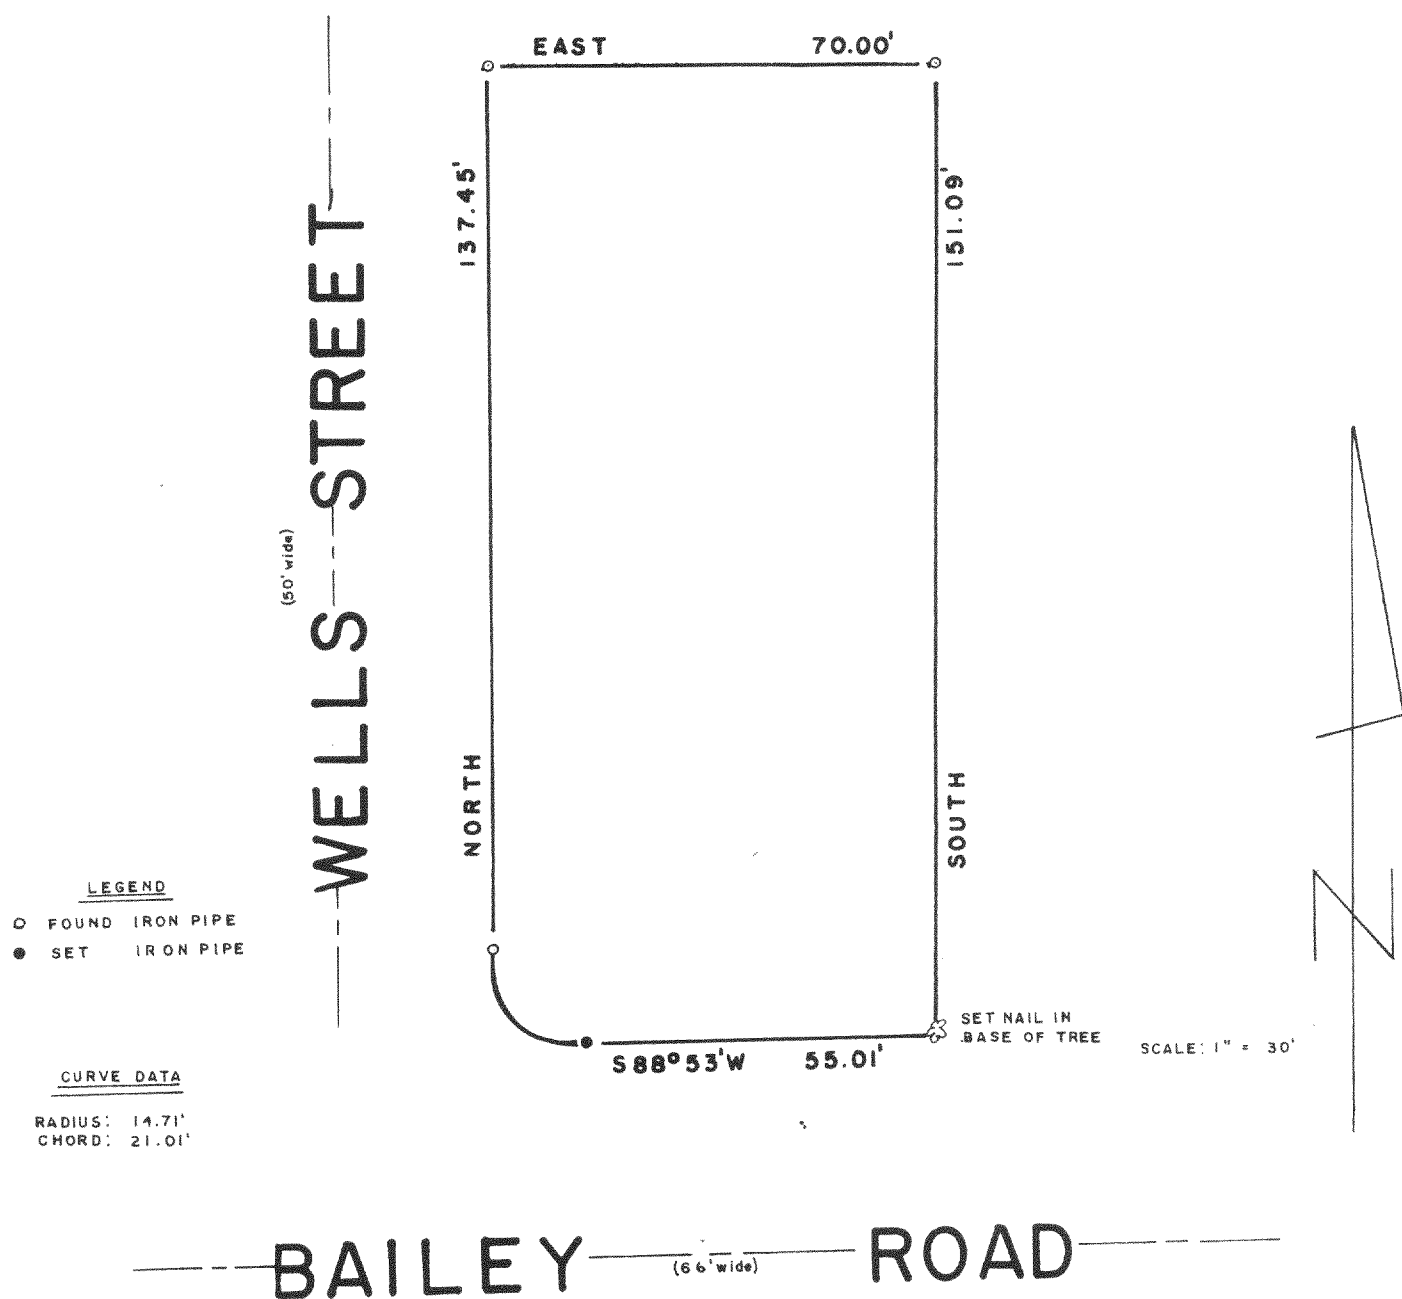 EAST 70.00'
137.45'
NORTH
151.09'
SOUTH
WELLS STREET
(50' wide)
LEGEND
FOUND IRON PIPE
SET IRON PIPE
SET NAIL IN
BASE OF TREE
SCALE: 1" = 30'
N
S88°53'W 55.01'
CURVE DATA
RADIUS: 14.71'
CHORD: 21.01'
BAILEY ROAD
(66' wide)